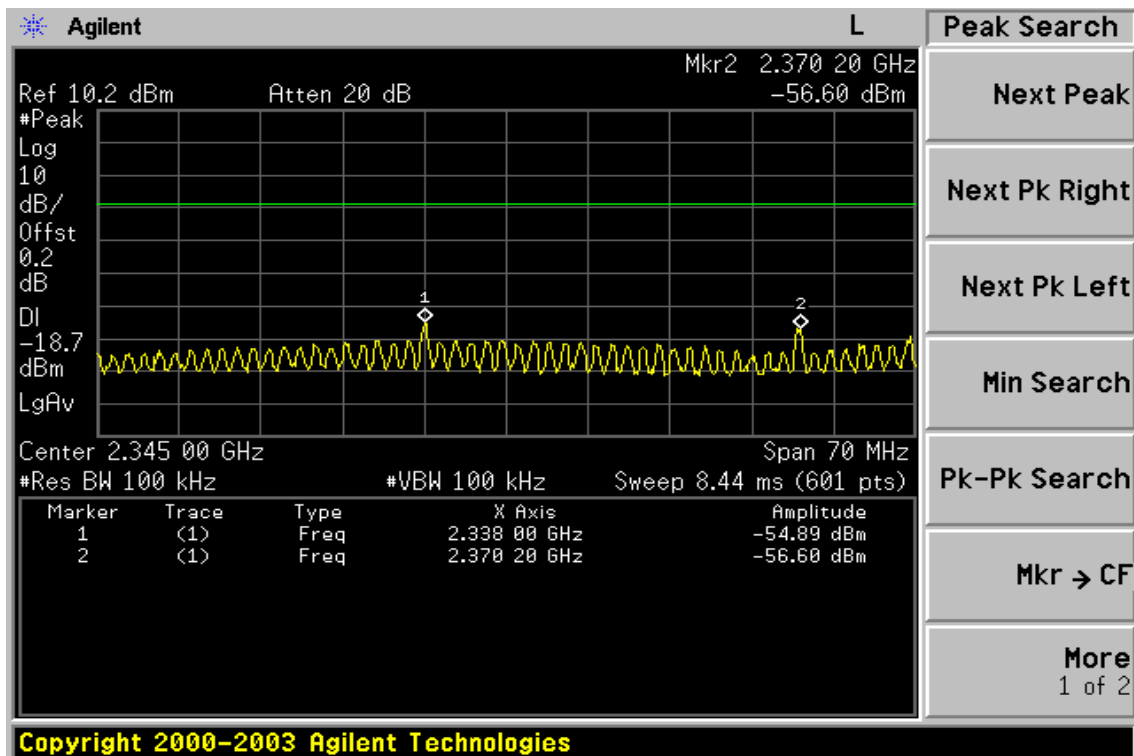 Agilent L Peak Search
Mkr2 2.370 20 GHz
Ref 10.2 dBm Atten 20 dB -56.60 dBm
#Peak
Log
10
dB/
Offst
0.2
dB
DI
-18.7
dBm
LgAv
1
2
Center 2.345 00 GHz Span 70 MHz
#Res BW 100 kHz #VBW 100 kHz Sweep 8.44 ms (601 pts)
Marker Trace Type X Axis Amplitude
1 (1) Freq 2.338 00 GHz -54.89 dBm
2 (1) Freq 2.370 20 GHz -56.60 dBm
Next Peak
Next Pk Right
Next Pk Left
Min Search
Pk-Pk Search
Mkr → CF
More
1 of 2
Copyright 2000-2003 Agilent Technologies